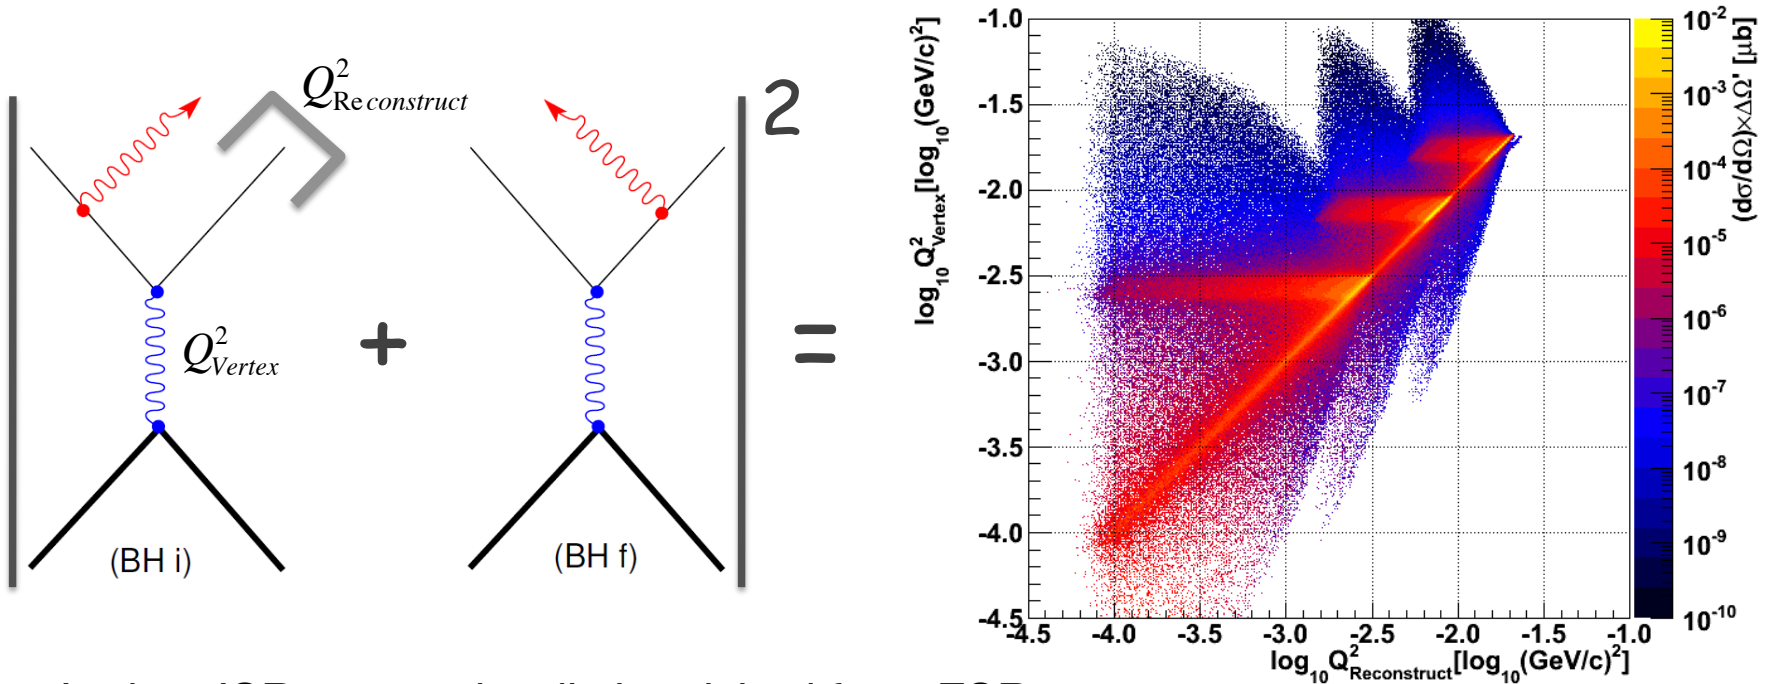 Q²Reconstruct
2
Q²Vertex
+
=
(BH i)
(BH f)
log₁₀Q²Vertex[log₁₀(GeV/c)²]
-1.0
-1.5
-2.0
-2.5
-3.0
-3.5
-4.0
-4.5
-4.5 -4.0 -3.5 -3.0 -2.5 -2.0 -1.5 -1.0
log₁₀Q²Reconstruct[log₁₀(GeV/c)²]
10⁻²
10⁻³
10⁻⁴
10⁻⁵
10⁻⁶
10⁻⁷
10⁻⁸
10⁻⁹
10⁻¹⁰
(dσ/dΩ)×ΔΩ' [μb]